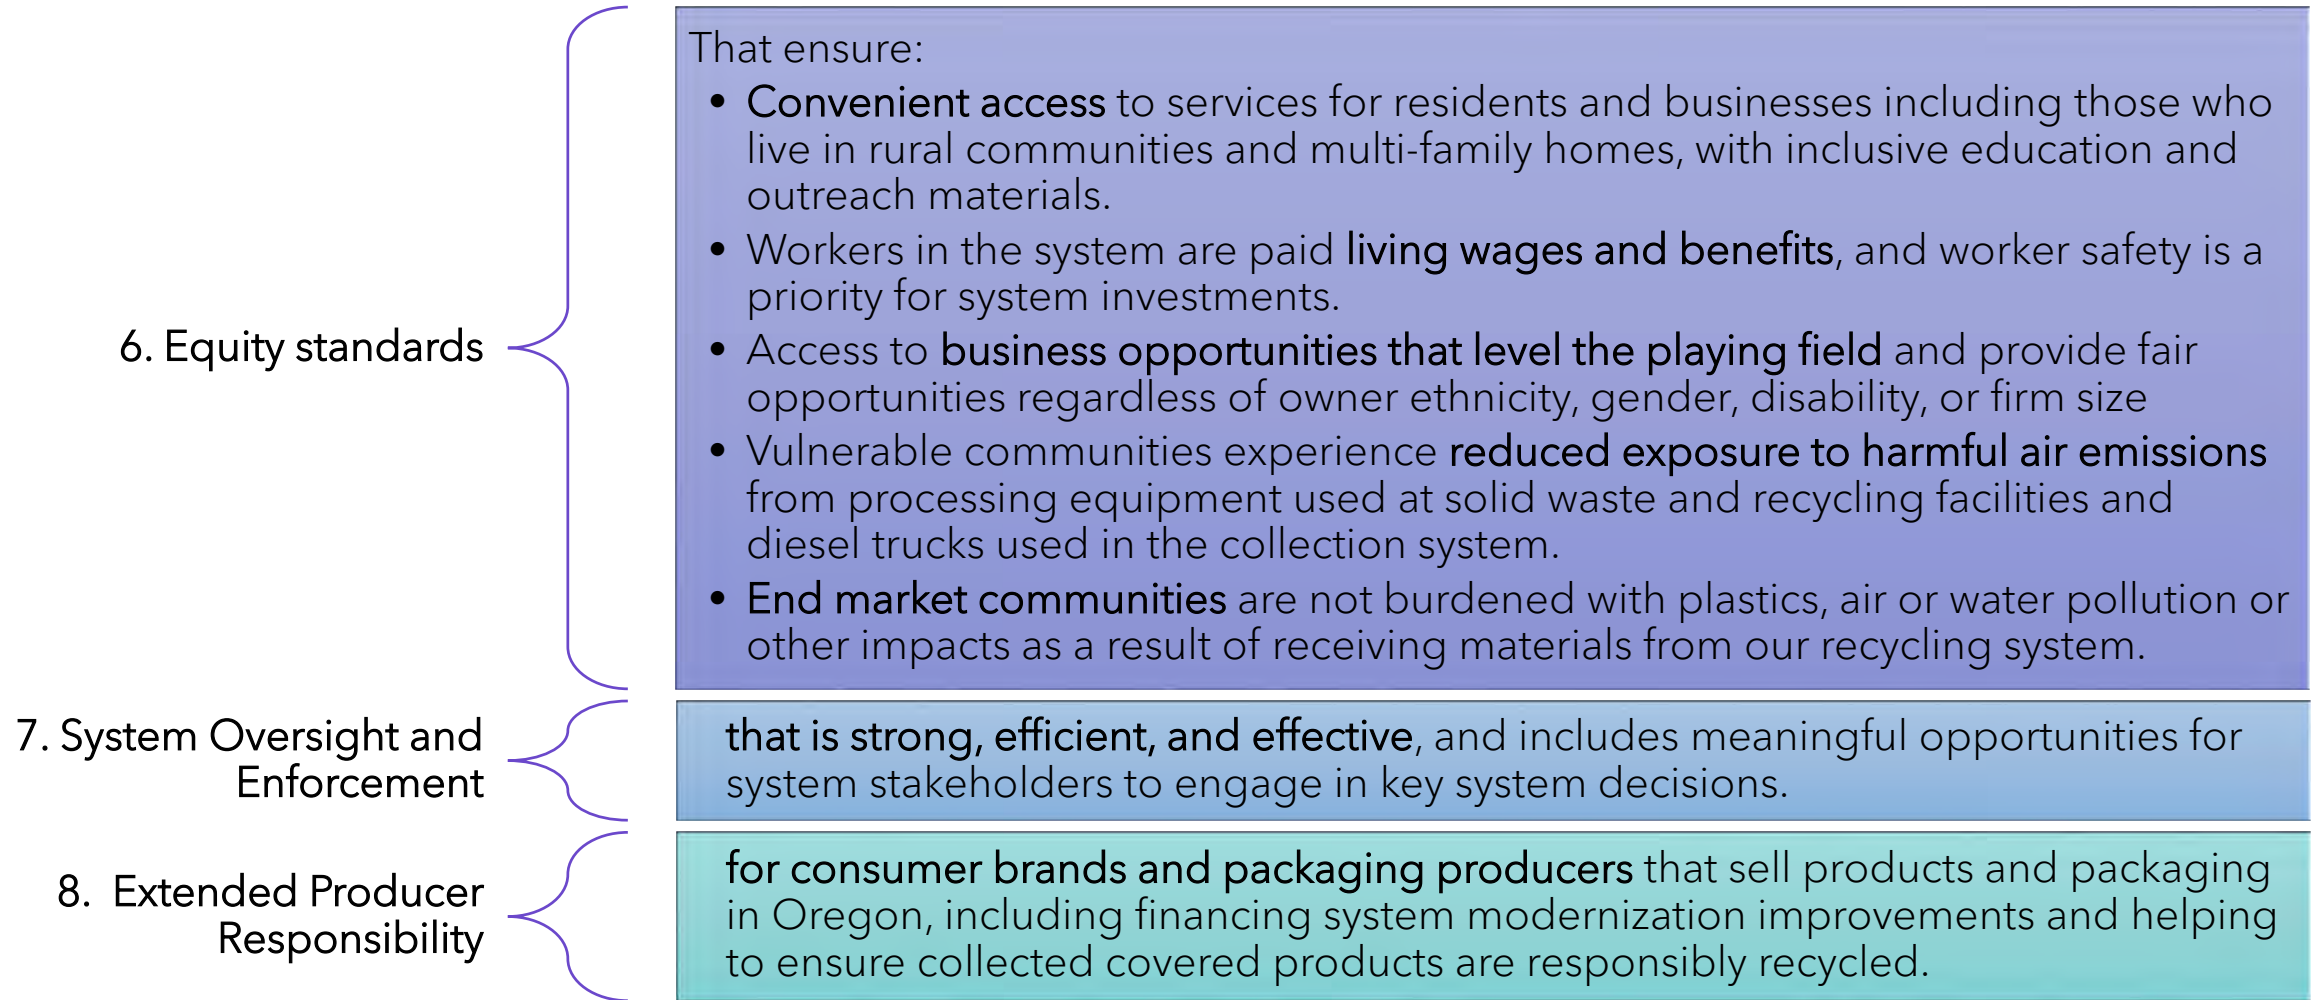 6. Equity standards
That ensure:
• Convenient access to services for residents and businesses including those who
live in rural communities and multi-family homes, with inclusive education and
outreach materials.
• Workers in the system are paid living wages and benefits, and worker safety is a
priority for system investments.
• Access to business opportunities that level the playing field and provide fair
opportunities regardless of owner ethnicity, gender, disability, or firm size
• Vulnerable communities experience reduced exposure to harmful air emissions
from processing equipment used at solid waste and recycling facilities and
diesel trucks used in the collection system.
• End market communities are not burdened with plastics, air or water pollution or
other impacts as a result of receiving materials from our recycling system.
7. System Oversight and
Enforcement
that is strong, efficient, and effective, and includes meaningful opportunities for
system stakeholders to engage in key system decisions.
8. Extended Producer
Responsibility
for consumer brands and packaging producers that sell products and packaging
in Oregon, including financing system modernization improvements and helping
to ensure collected covered products are responsibly recycled.